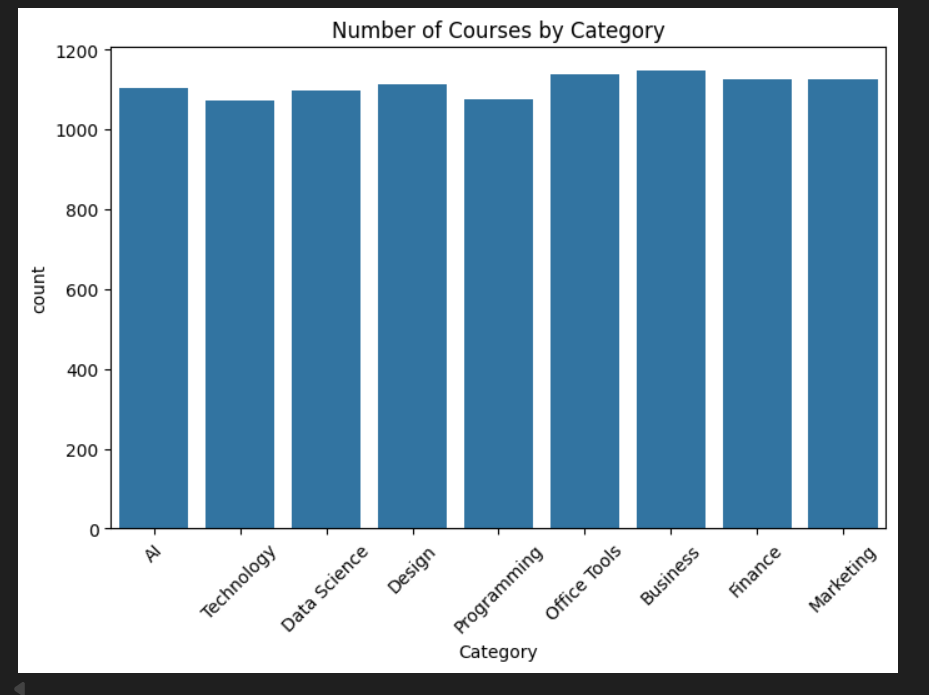 Number of Courses by Category
1200
1000
800
600
400
200
0
count
AI
Technology
Data Science
Design
Programming
Office Tools
Business
Finance
Marketing
Category